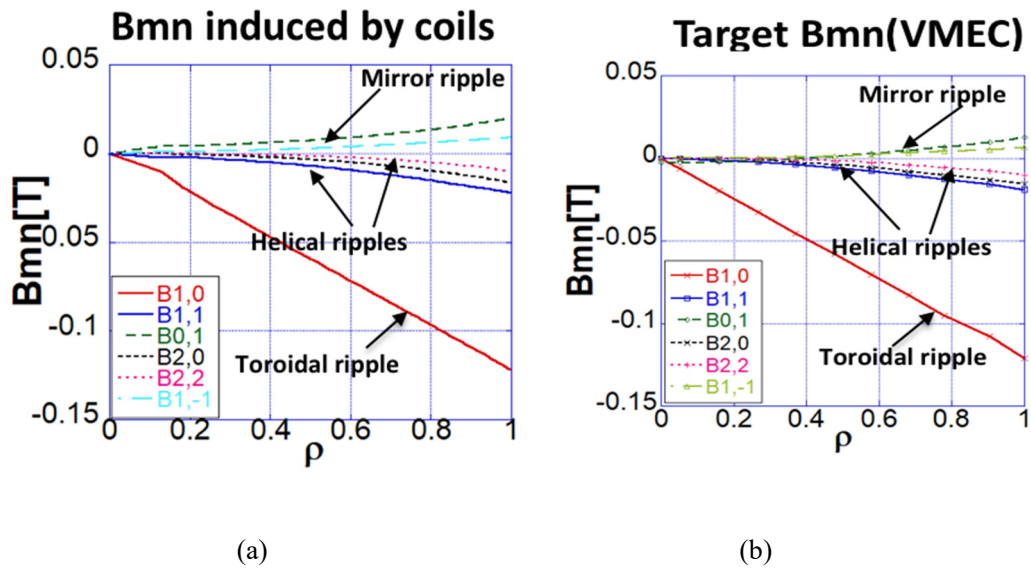 Bmn induced by coils
0.05
Mirror ripple
0
Bmn[T]
-0.05
Helical ripples
B1,0
B1,1
B0,1
B2,0
B2,2
B1,-1
-0.1
Toroidal ripple
-0.15
0 0.2 0.4 0.6 0.8 1
ρ
(a)
Target Bmn(VMEC)
0.05
Mirror ripple
0
Bmn[T]
-0.05
Helical ripples
B1,0
B1,1
B0,1
B2,0
B2,2
B1,-1
-0.1
Toroidal ripple
-0.15
0 0.2 0.4 0.6 0.8 1
ρ
(b)